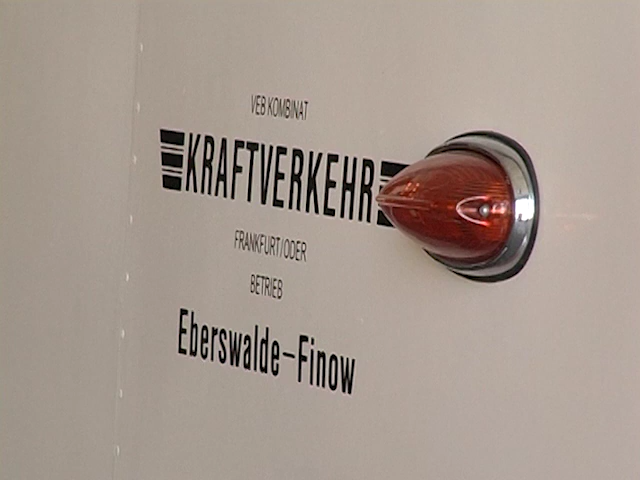 VEB KOMBINAT
KRAFTVERKEHR
FRANKFURT/ODER
BETRIEB
Eberswalde-Finow